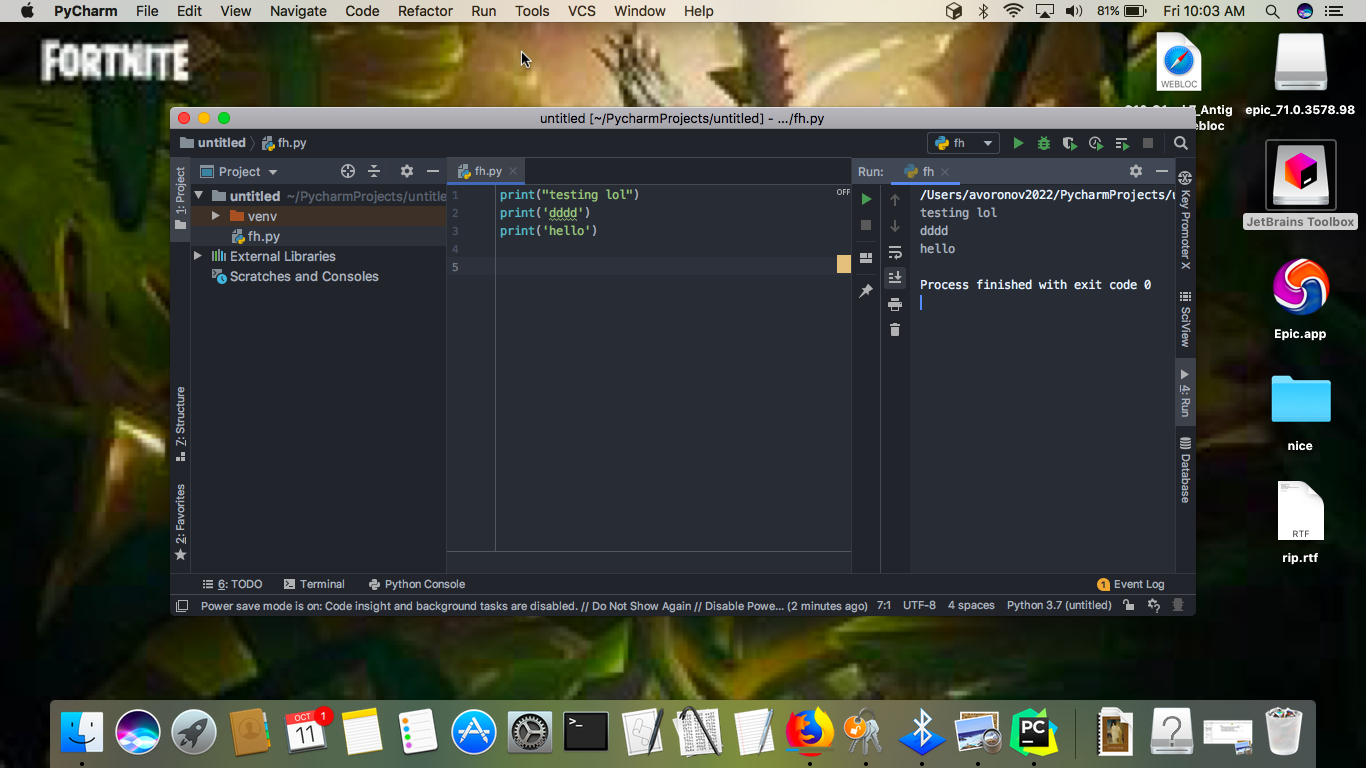 PyCharm File Edit View Navigate Code Refactor Run Tools VCS Window Help 81% Fri 10:03 AM
FORTNITE
WEBLOC
epic_71.0.3578.98
untitled [~/PycharmProjects/untitled] - .../fh.py
untitled fh.py fh
Project fh.py Run: fh
1: Project
untitled ~/PycharmProjects/untitle
venv
fh.py
External Libraries
Scratches and Consoles
7: Structure
2: Favorites
1 print("testing lol")
2 print('dddd')
3 print('hello')
4
5
OFF
/Users/avoronov2022/PycharmProjects/u
testing lol
dddd
hello
Process finished with exit code 0
Key Promoter X
SciView
4: Run
Database
JetBrains Toolbox
Epic.app
nice
RTF
rip.rtf
6: TODO Terminal Python Console 1 Event Log
Power save mode is on: Code insight and background tasks are disabled. // Do Not Show Again // Disable Powe... (2 minutes ago) 7:1 UTF-8 4 spaces Python 3.7 (untitled)
OCT 1
11
>_
PC
?